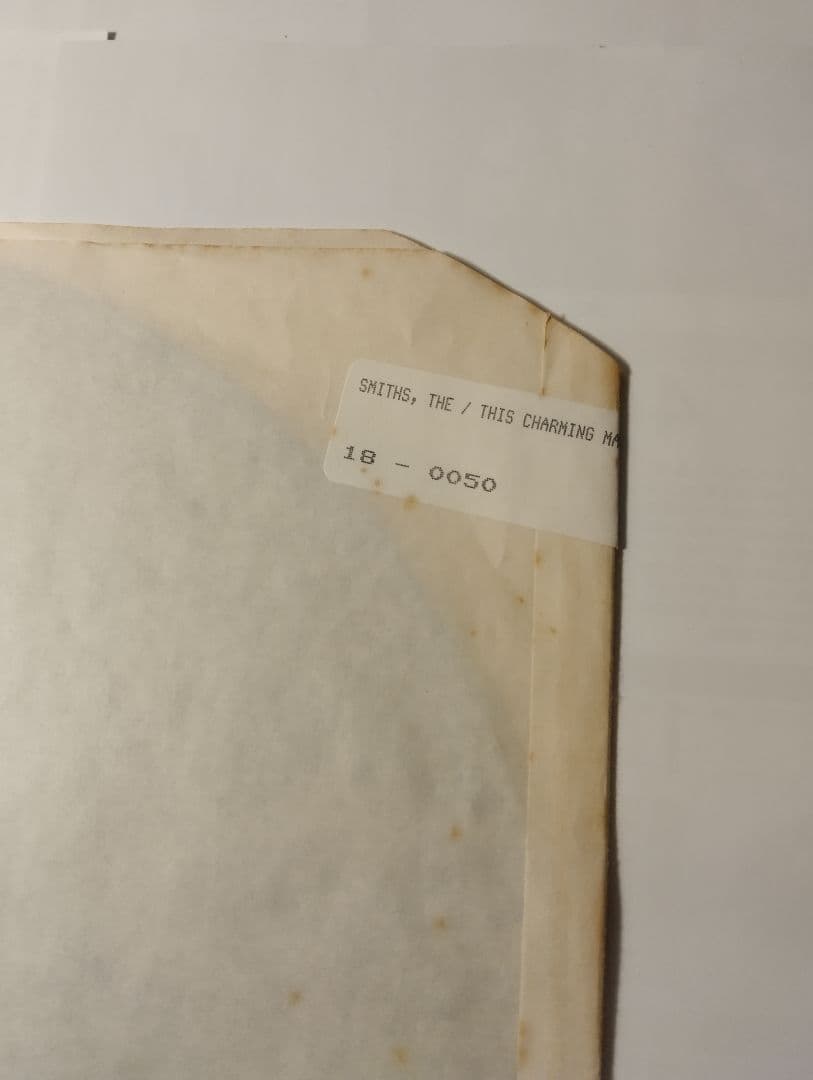 SMITHS, THE / THIS CHARMING MA
18 - 0050